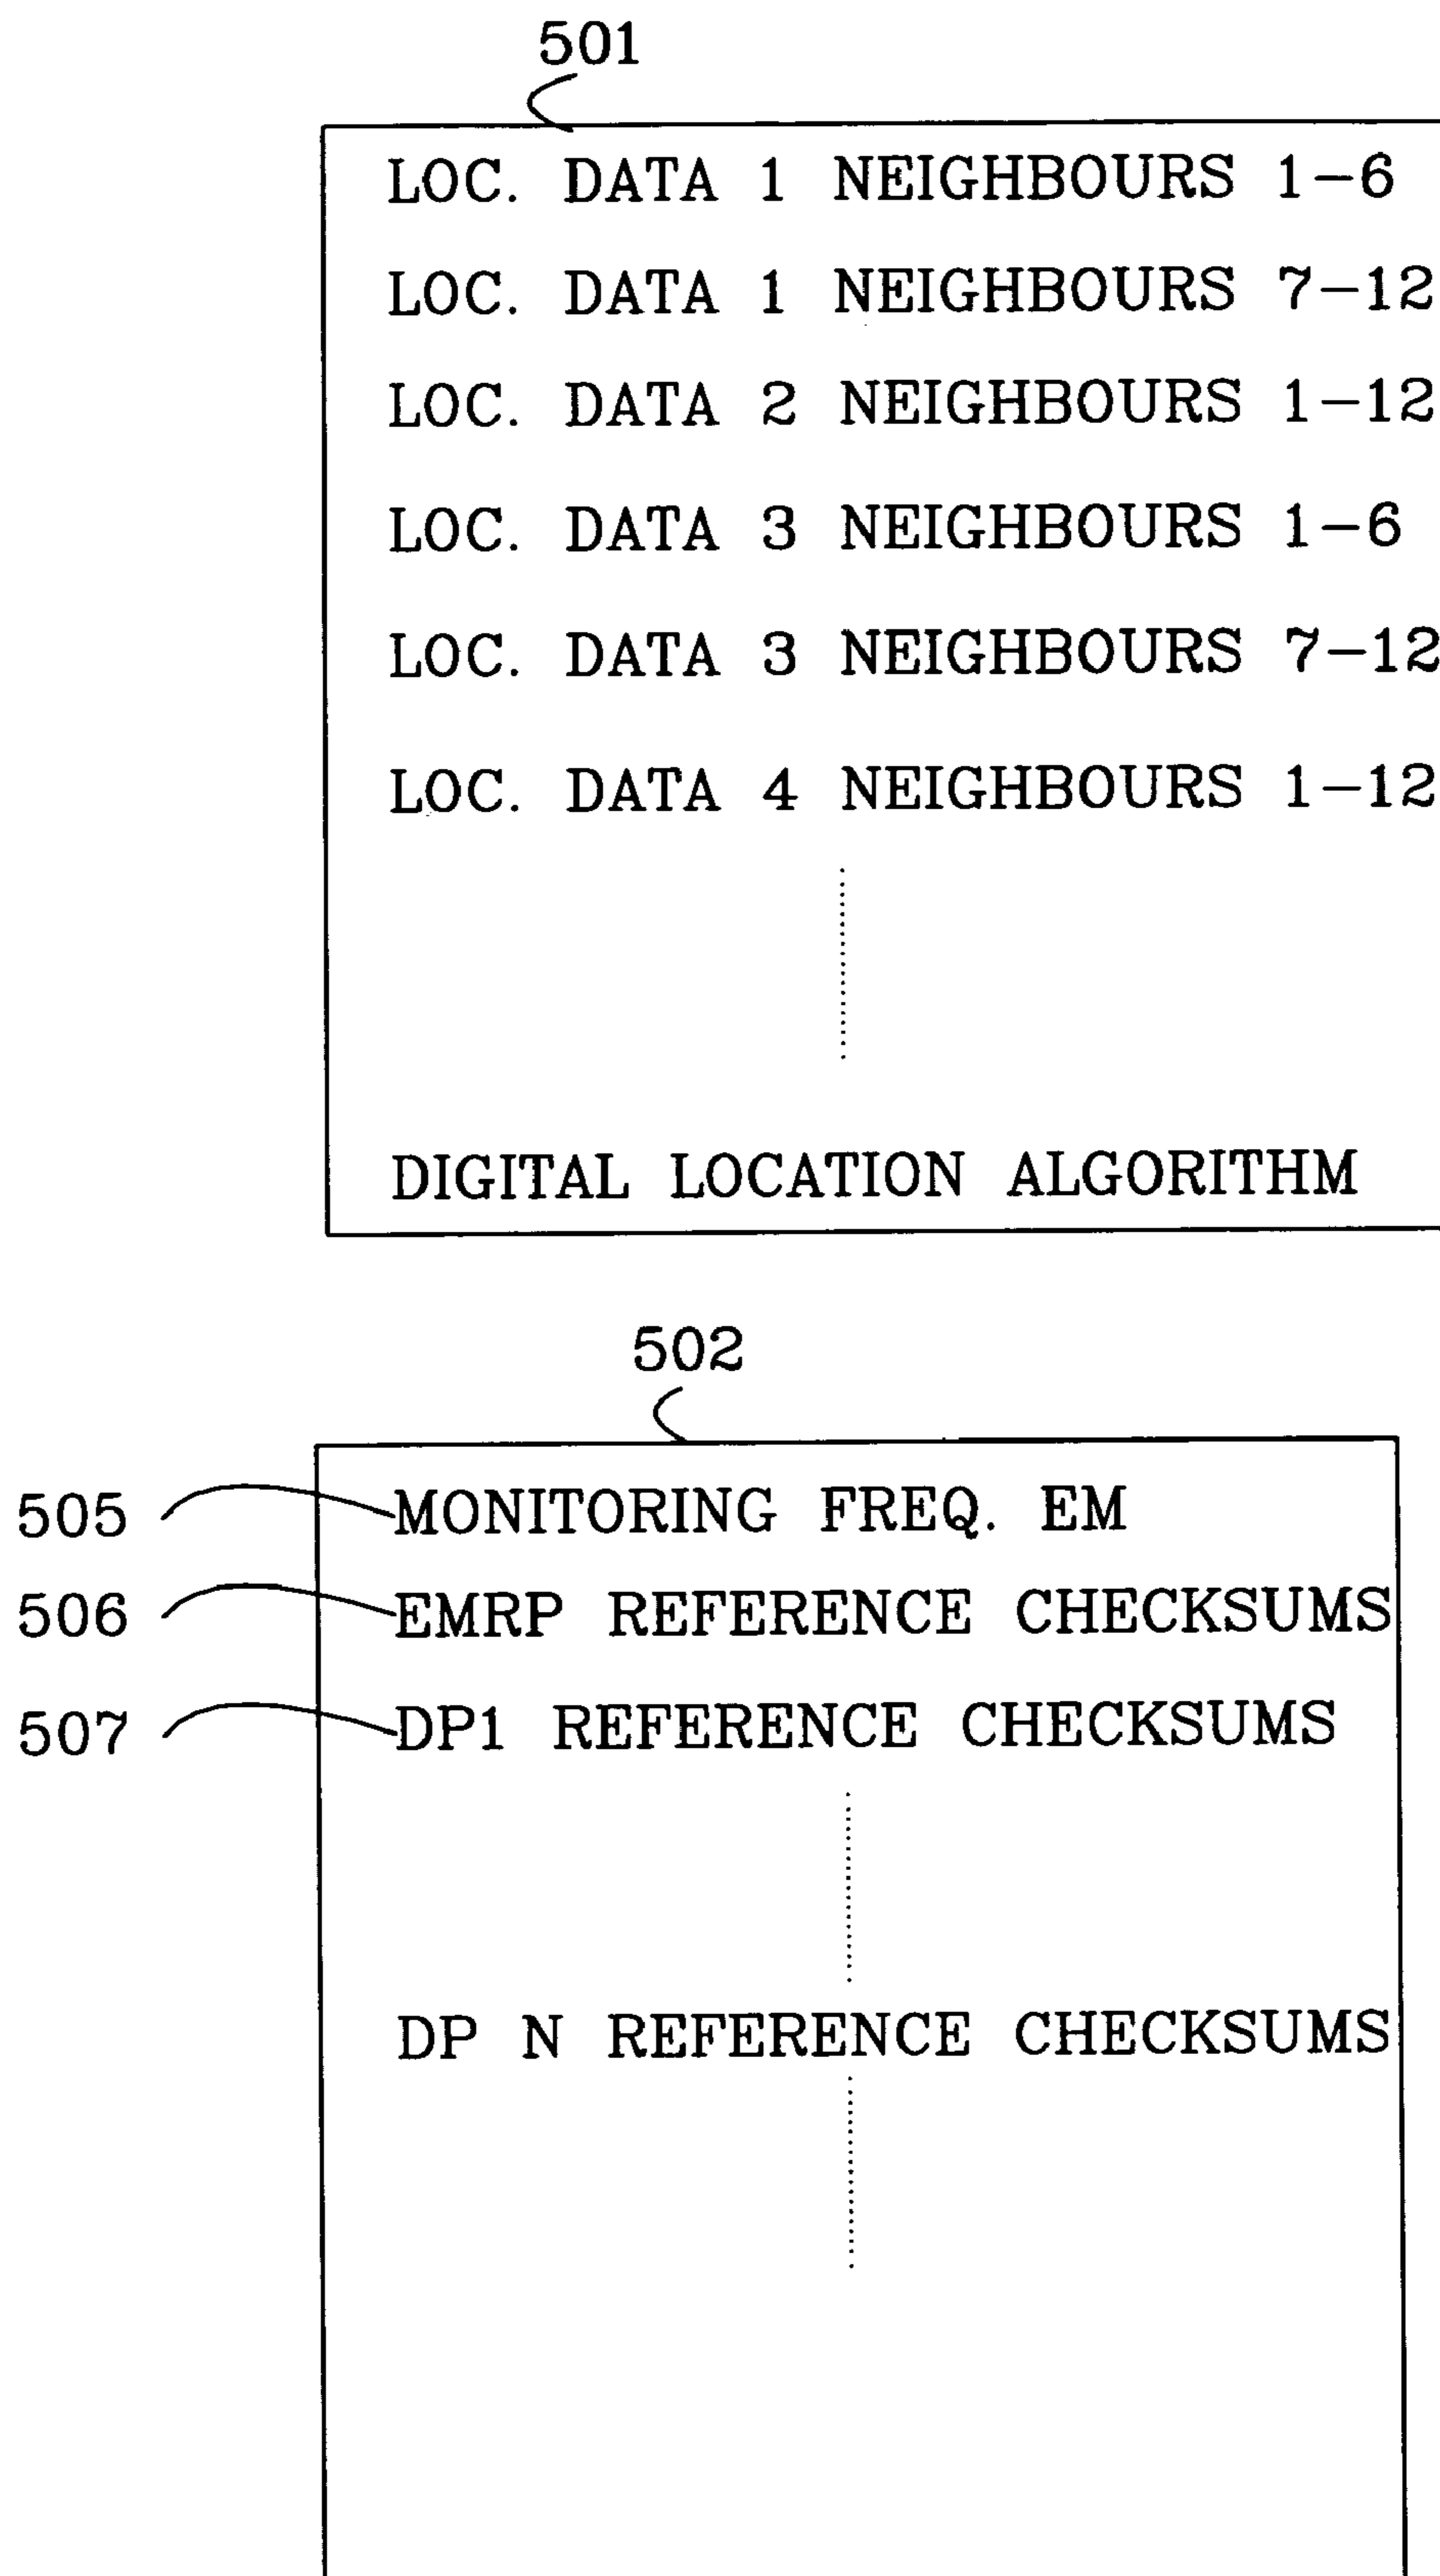 501
LOC. DATA 1 NEIGHBOURS 1-6
LOC. DATA 1 NEIGHBOURS 7-12
LOC. DATA 2 NEIGHBOURS 1-12
LOC. DATA 3 NEIGHBOURS 1-6
LOC. DATA 3 NEIGHBOURS 7-12
LOC. DATA 4 NEIGHBOURS 1-12
DIGITAL LOCATION ALGORITHM
502
505 MONITORING FREQ. EM
506 EMRP REFERENCE CHECKSUMS
507 DP1 REFERENCE CHECKSUMS
DP N REFERENCE CHECKSUMS